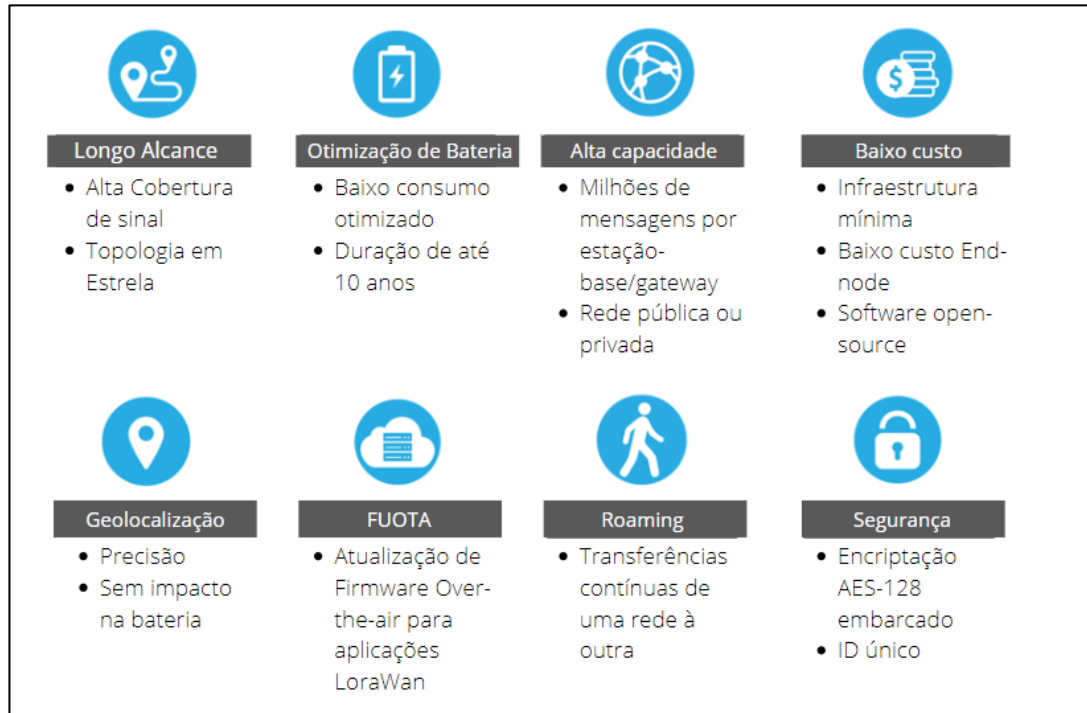 Longo Alcance
• Alta Cobertura
de sinal
• Topologia em
Estrela
Otimização de Bateria
• Baixo consumo
otimizado
• Duração de até
10 anos
Alta capacidade
• Milhões de
mensagens por
estação-
base/gateway
• Rede pública ou
privada
Baixo custo
• Infraestrutura
mínima
• Baixo custo End-
node
• Software open-
source
Geolocalização
• Precisão
• Sem impacto
na bateria
FUOTA
• Atualização de
Firmware Over-
the-air para
aplicações
LoraWan
Roaming
• Transferências
contínuas de
uma rede à
outra
Segurança
• Encriptação
AES-128
embarcado
• ID único